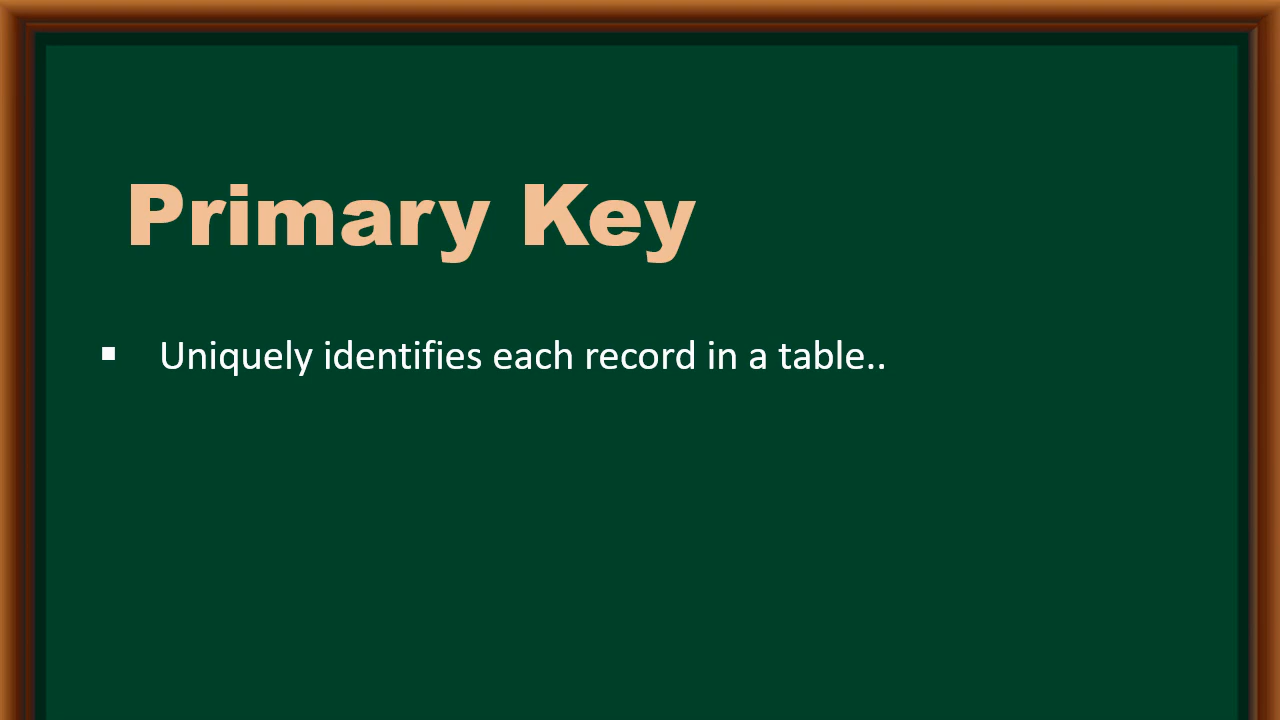 Primary Key
▪ Uniquely identifies each record in a table..